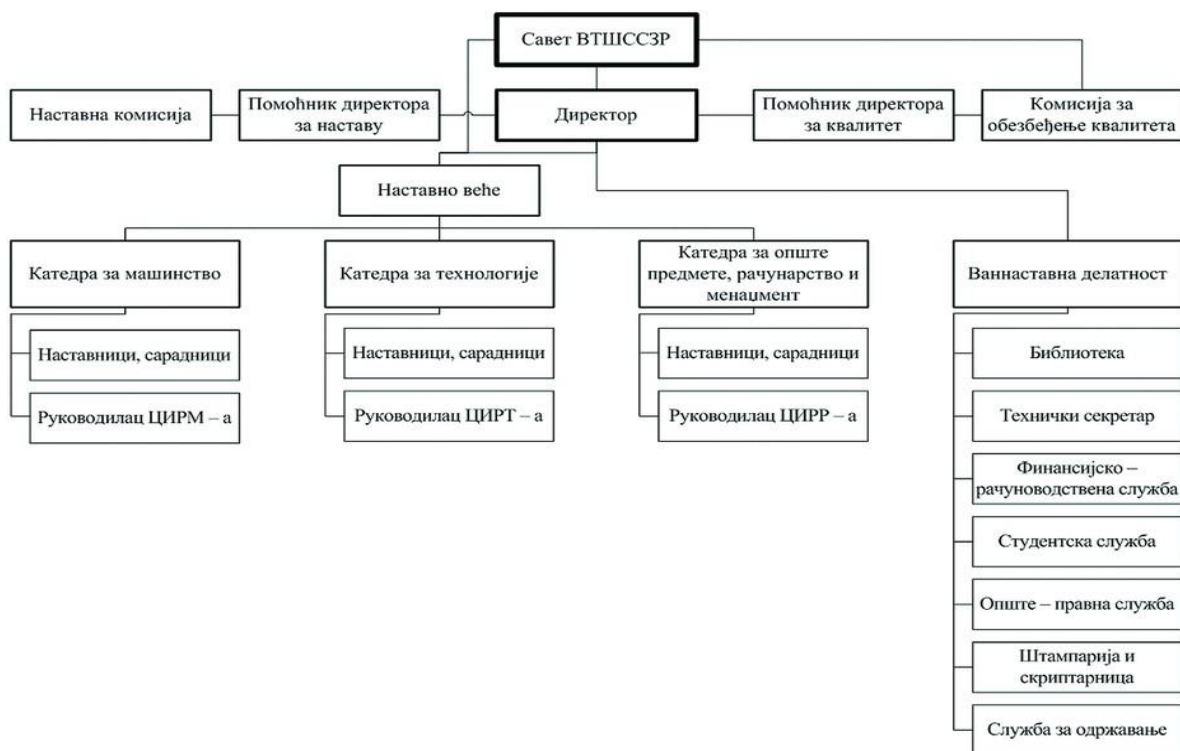 Савет ВТШССЗР
Наставна комисија
Помоћник директора
за наставу
Директор
Помоћник директора
за квалитет
Комисија за
обезбеђење квалитета
Наставно веће
Катедра за машинство
Катедра за технологије
Катедра за опште
предмете, рачунарство и
менаџмент
Ваннаставна делатност
Наставници, сарадници
Руководилац ЦИРМ – а
Наставници, сарадници
Руководилац ЦИРТ – а
Наставници, сарадници
Руководилац ЦИРР – а
Библиотека
Технички секретар
Финансијско –
рачуноводствена служба
Студентска служба
Опште – правна служба
Штампарија и
скриптарница
Служба за одржавање